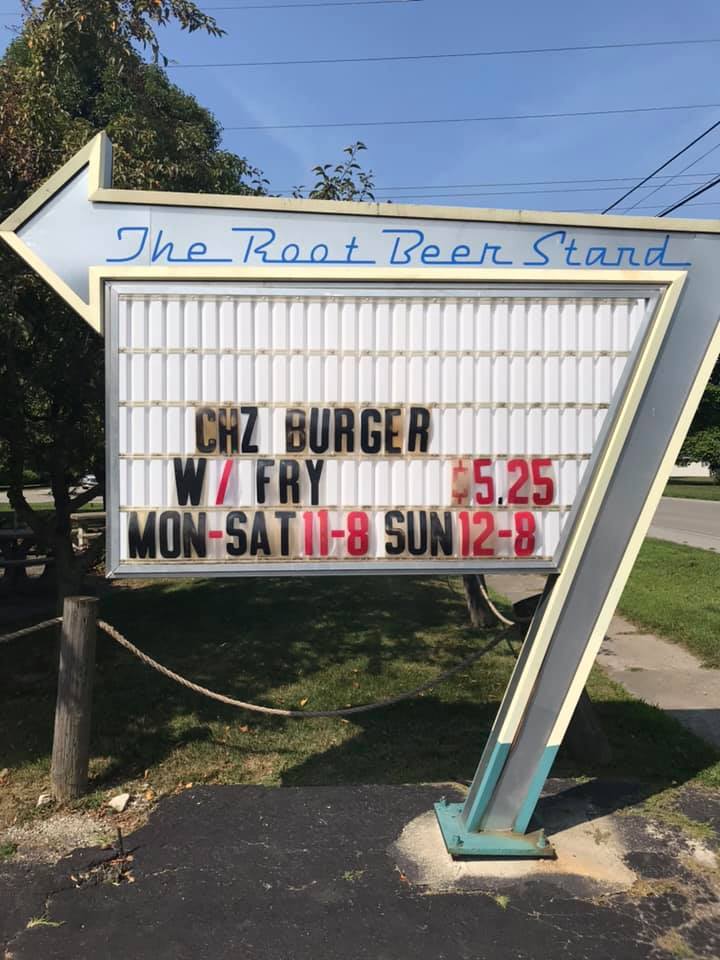 The Root Beer Stand
CHZ BURGER
W/ FRY $5.25
MON-SAT 11-8 SUN 12-8